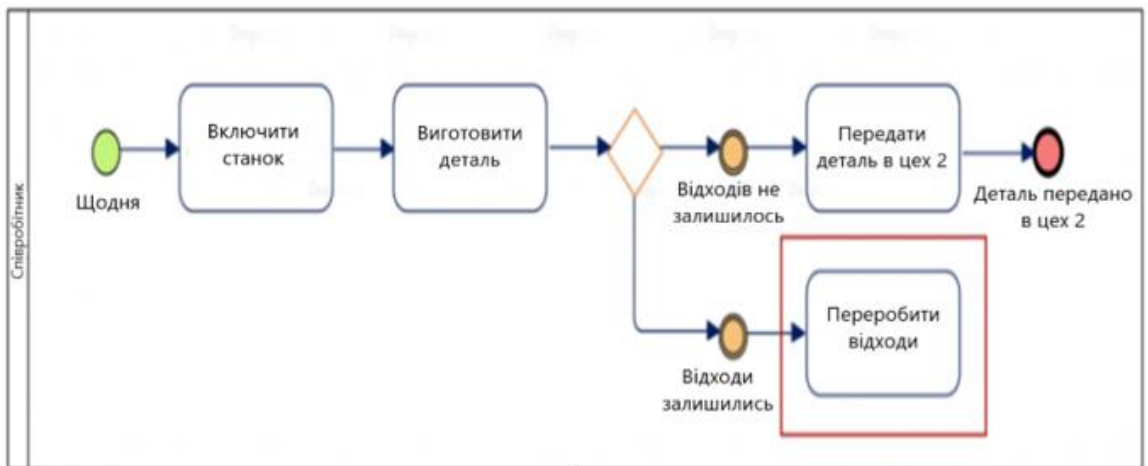 Співробітник
Щодня
Включити
станок
Виготовити
деталь
Відходів не
залишилось
Передати
деталь в цех 2
Деталь передано
в цех 2
Відходи
залишились
Переробити
відходи